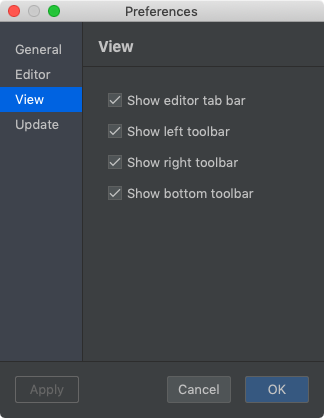 Preferences
General
Editor
View
Update
View
Show editor tab bar
Show left toolbar
Show right toolbar
Show bottom toolbar
Apply
Cancel
OK